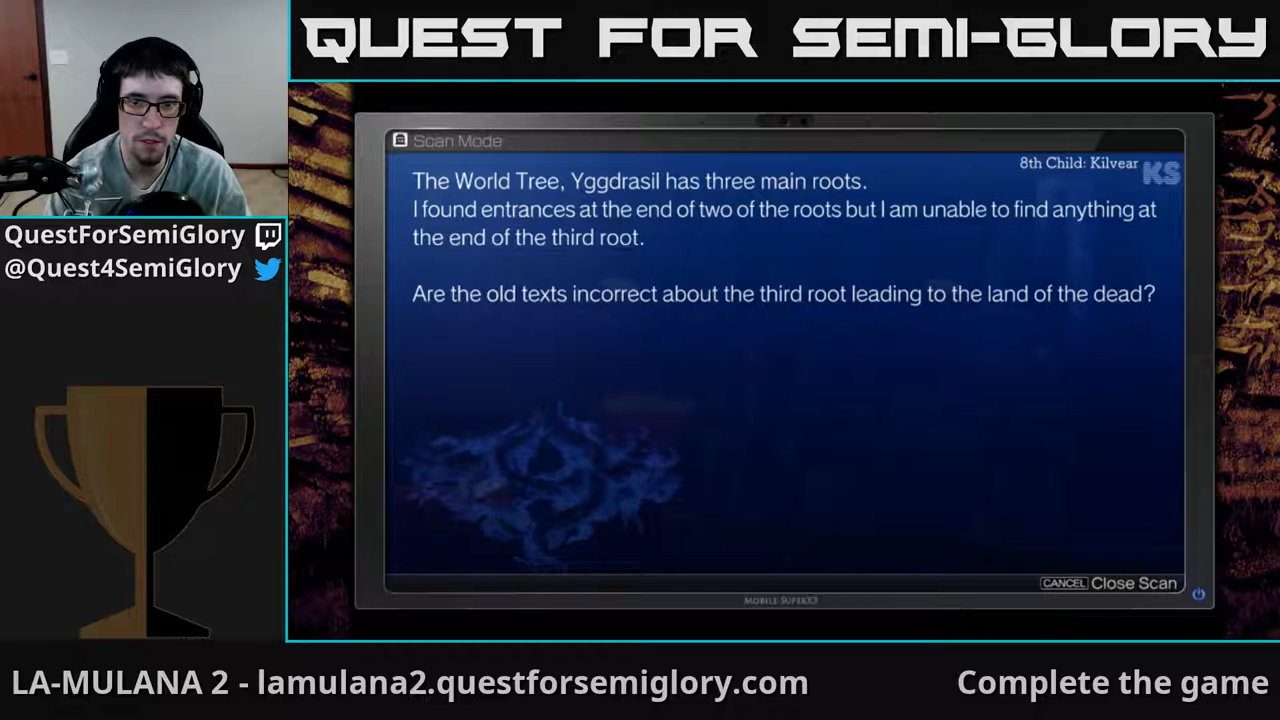 QUEST FOR SEMI-GLORY
Scan Mode
8th Child: Kilvear
KS
The World Tree, Yggdrasil has three main roots.
I found entrances at the end of two of the roots but I am unable to find anything at
the end of the third root.
Are the old texts incorrect about the third root leading to the land of the dead?
CANCEL Close Scan
MOBILE SUPERX3
QuestForSemiGlory
@Quest4SemiGlory
LA-MULANA 2 - lamulana2.questforsemiglory.com
Complete the game